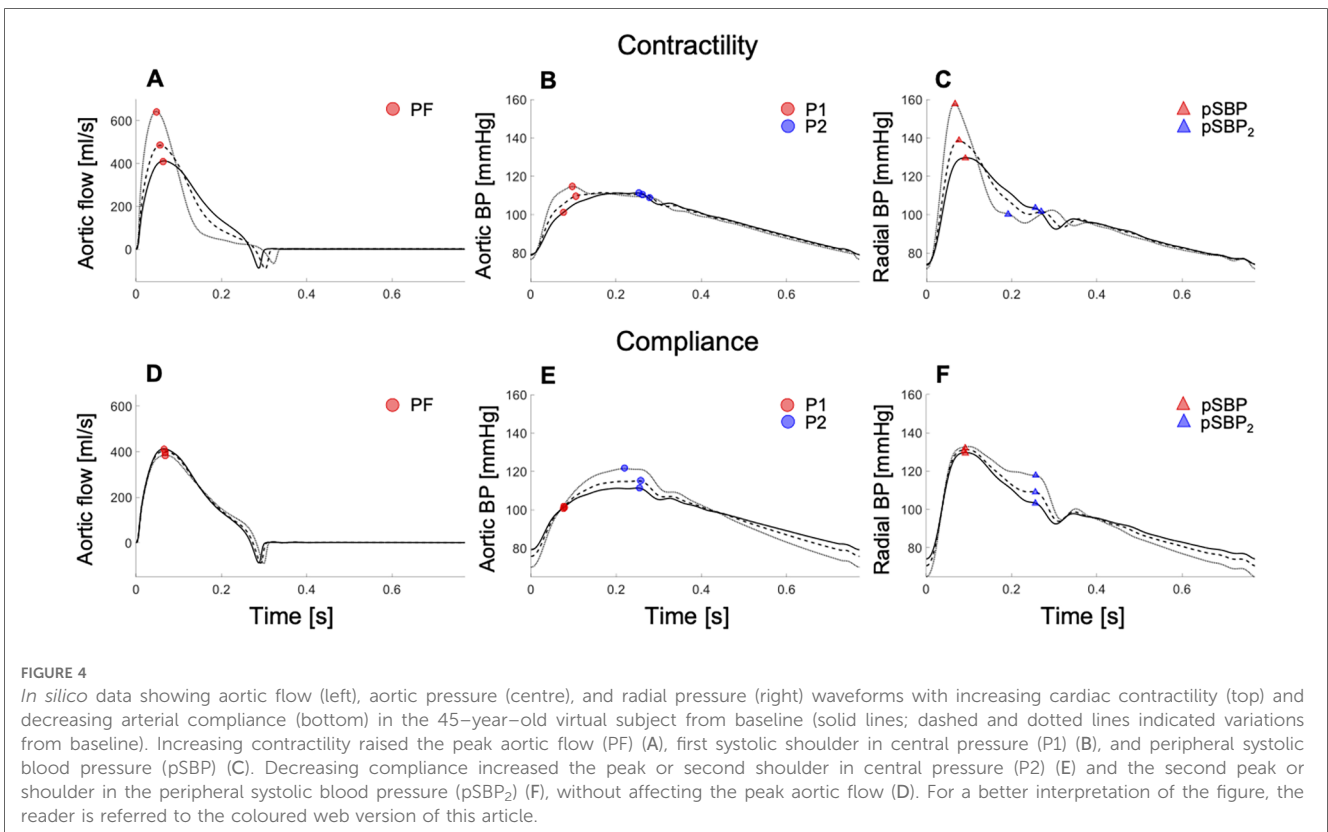 Contractility
A
PF
Aortic flow [ml/s]
600
400
200
0
0 0.2 0.4 0.6
B
P1
P2
Aortic BP [mmHg]
160
140
120
100
80
0 0.2 0.4 0.6
C
pSBP
pSBP₂
Radial BP [mmHg]
160
140
120
100
80
0 0.2 0.4 0.6
Compliance
D
PF
Aortic flow [ml/s]
600
400
200
0
0 0.2 0.4 0.6
Time [s]
E
P1
P2
Aortic BP [mmHg]
160
140
120
100
80
0 0.2 0.4 0.6
Time [s]
F
pSBP
pSBP₂
Radial BP [mmHg]
160
140
120
100
80
0 0.2 0.4 0.6
Time [s]
FIGURE 4
In silico data showing aortic flow (left), aortic pressure (centre), and radial pressure (right) waveforms with increasing cardiac contractility (top) and
decreasing arterial compliance (bottom) in the 45–year–old virtual subject from baseline (solid lines; dashed and dotted lines indicated variations
from baseline). Increasing contractility raised the peak aortic flow (PF) (A), first systolic shoulder in central pressure (P1) (B), and peripheral systolic
blood pressure (pSBP) (C). Decreasing compliance increased the peak or second shoulder in central pressure (P2) (E) and the second peak or
shoulder in the peripheral systolic blood pressure (pSBP₂) (F), without affecting the peak aortic flow (D). For a better interpretation of the figure, the
reader is referred to the coloured web version of this article.